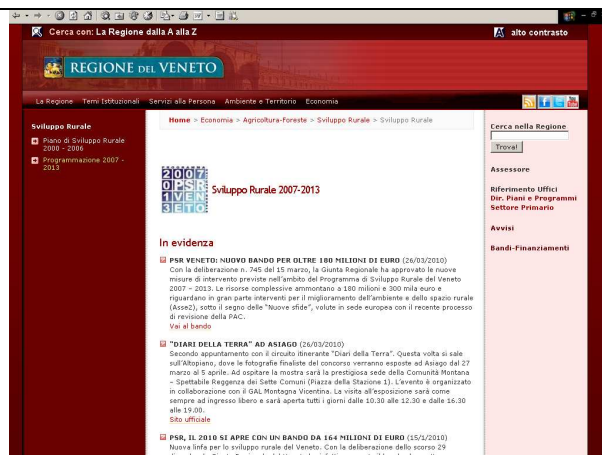 Cerca con: La Regione dalla A alla Z
alto contrasto
REGIONE DEL VENETO
La Regione Temi Istituzionali Servizi alla Persona Ambiente e Territorio Economia
Sviluppo Rurale
Piano di Sviluppo Rurale
2000 - 2006
Programmazione 2007 -
2013
Home > Economia > Agricoltura-Foreste > Sviluppo Rurale > Sviluppo Rurale
2007
PSR
VEN
ETO
2013
Sviluppo Rurale 2007-2013
In evidenza
PSR VENETO: NUOVO BANDO PER OLTRE 180 MILIONI DI EURO (26/03/2010)
Con la deliberazione n. 745 del 15 marzo, la Giunta Regionale ha approvato le nuove
misure di intervento previste nell'ambito del Programma di Sviluppo Rurale del Veneto
2007 - 2013. Le risorse complessive ammontano a 180 milioni e 300 mila euro e
riguardano in gran parte interventi per il miglioramento dell'ambiente e dello spazio rurale
(Asse2), sotto il segno delle "Nuove sfide", volute in sede europea con il recente processo
di revisione della PAC.
Vai al bando
"DIARI DELLA TERRA" AD ASIAGO (26/03/2010)
Secondo appuntamento con il circuito itinerante "Diari della Terra". Questa volta si sale
sull'Altopiano, dove le fotografie finaliste del concorso verranno esposte ad Asiago dal 27
marzo al 5 aprile. Ad ospitare la mostra sarà la prestigiosa sede della Comunità Montana
- Spettabile Reggenza dei Sette Comuni (Piazza della Stazione 1). L'evento è organizzato
in collaborazione con il GAL Montagna Vicentina. La visita all'esposizione sarà come
sempre ad ingresso libero e sarà aperta tutti i giorni dalle 10.30 alle 12.30 e dalle 16.30
alle 19.00.
Sito ufficiale
PSR, IL 2010 SI APRE CON UN BANDO DA 164 MILIONI DI EURO (15/1/2010)
Nuova linfa per lo sviluppo rurale del Veneto. Con la deliberazione dello scorso 29
Cerca nella Regione
Trova!
Assessore
Riferimento Uffici
Dir. Piani e Programmi
Settore Primario
Avvisi
Bandi-Finanziamenti